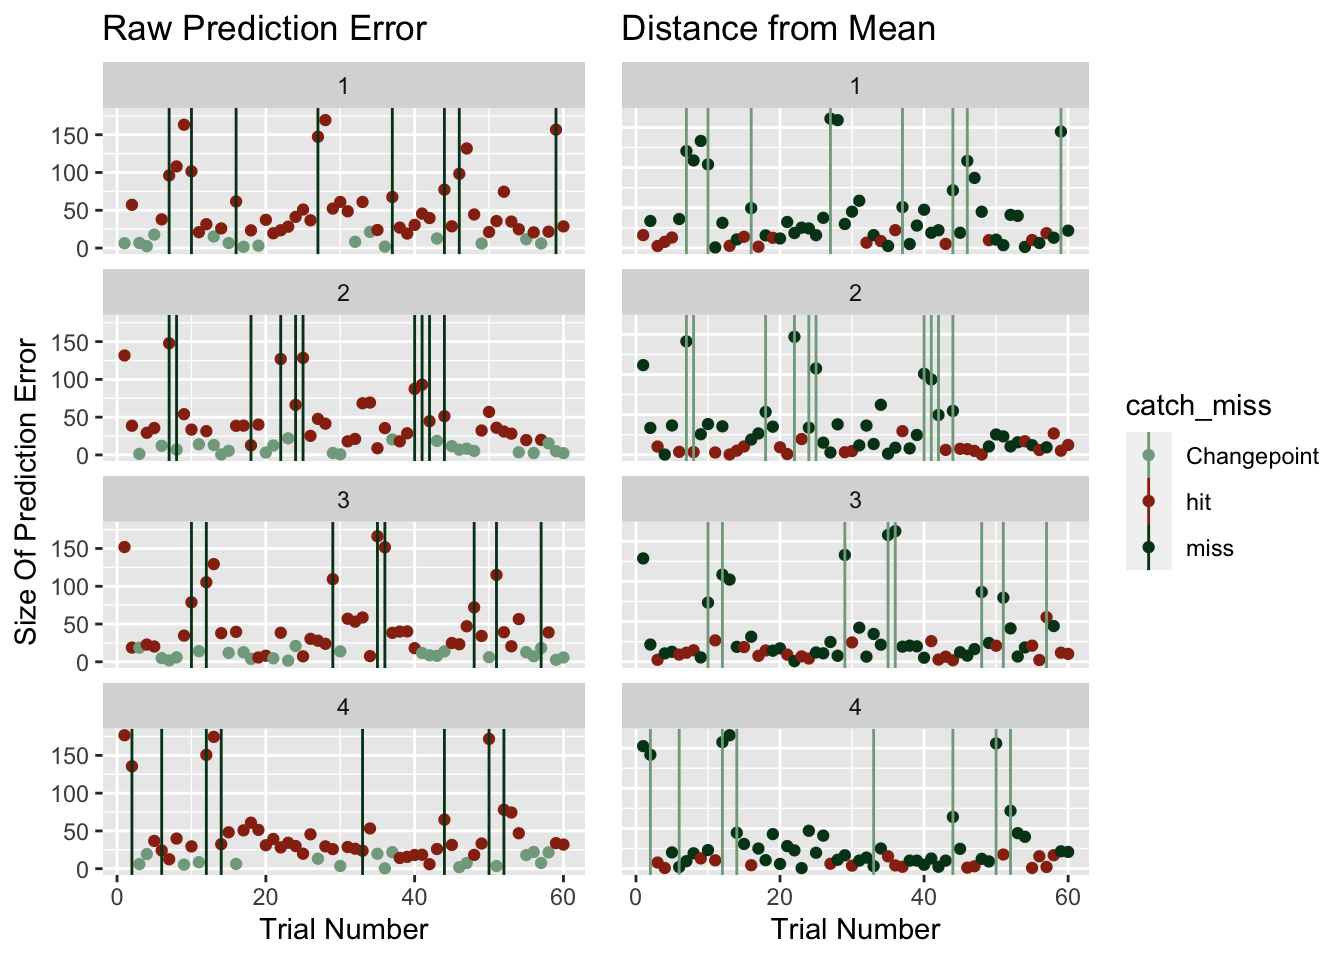 Raw Prediction Error
Distance from Mean
1
1
150
100
50
0
2
2
150
100
50
0
3
3
150
100
50
0
4
4
150
100
50
0
0 20 40 60
0 20 40 60
Trial Number
Trial Number
Size Of Prediction Error
catch_miss
Changepoint
hit
miss